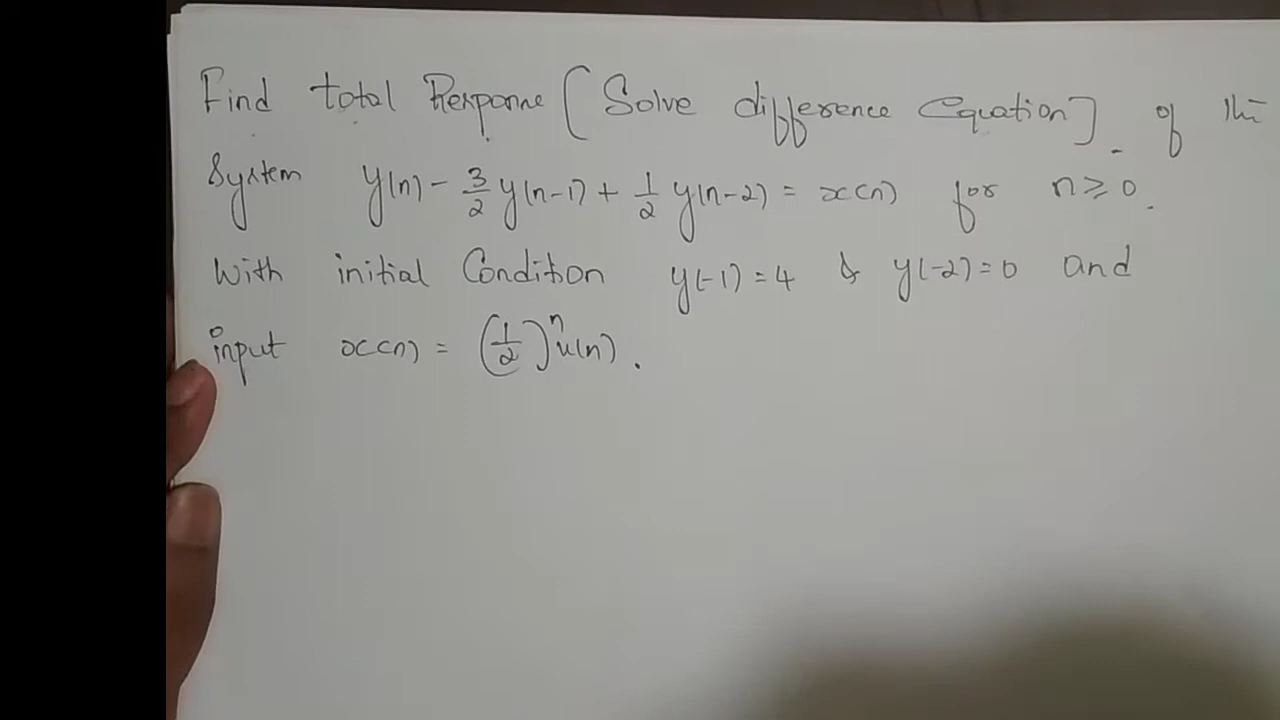 Find total Response [Solve difference Equation] of the
System y(n) - 3/2 y(n-1) + 1/2 y(n-2) = x(n) for n ≥ 0.
With initial Condition y(-1) = 4 & y(-2) = 0 and
input x(n) = (1/2)^n u(n).